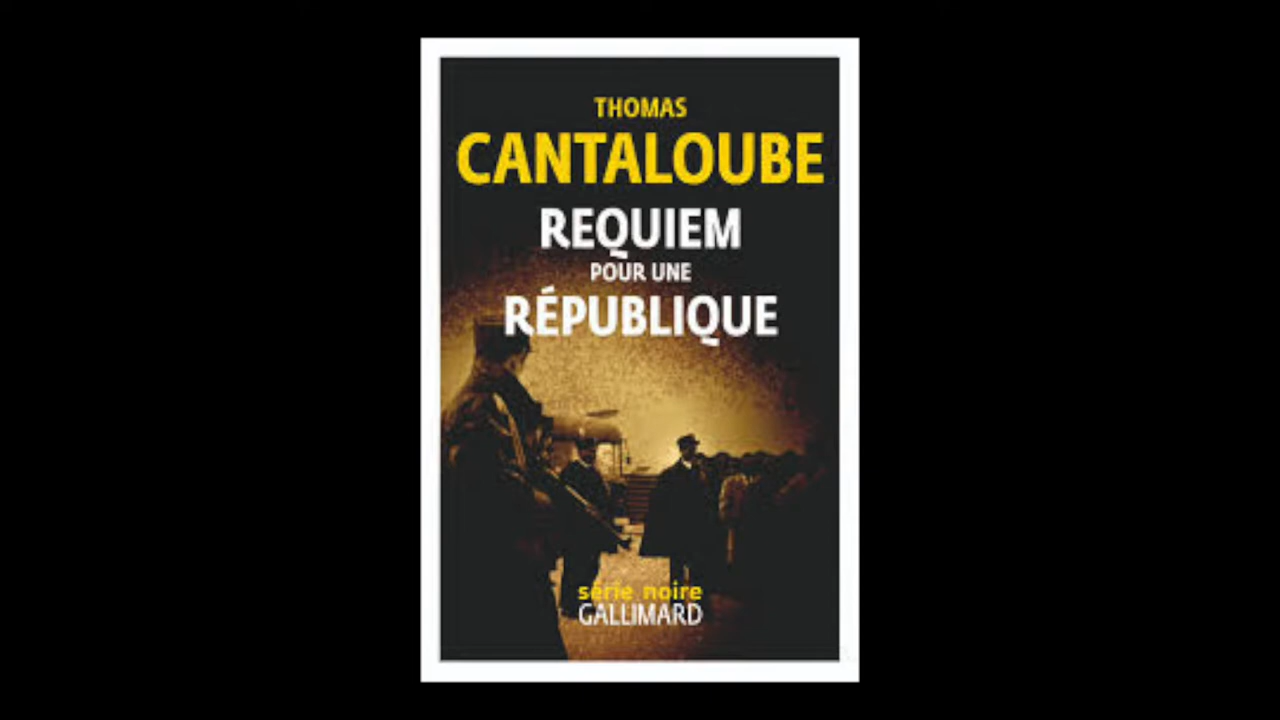 THOMAS
CANTALOUBE
REQUIEM
POUR UNE
RÉPUBLIQUE
série noire
GALLIMARD